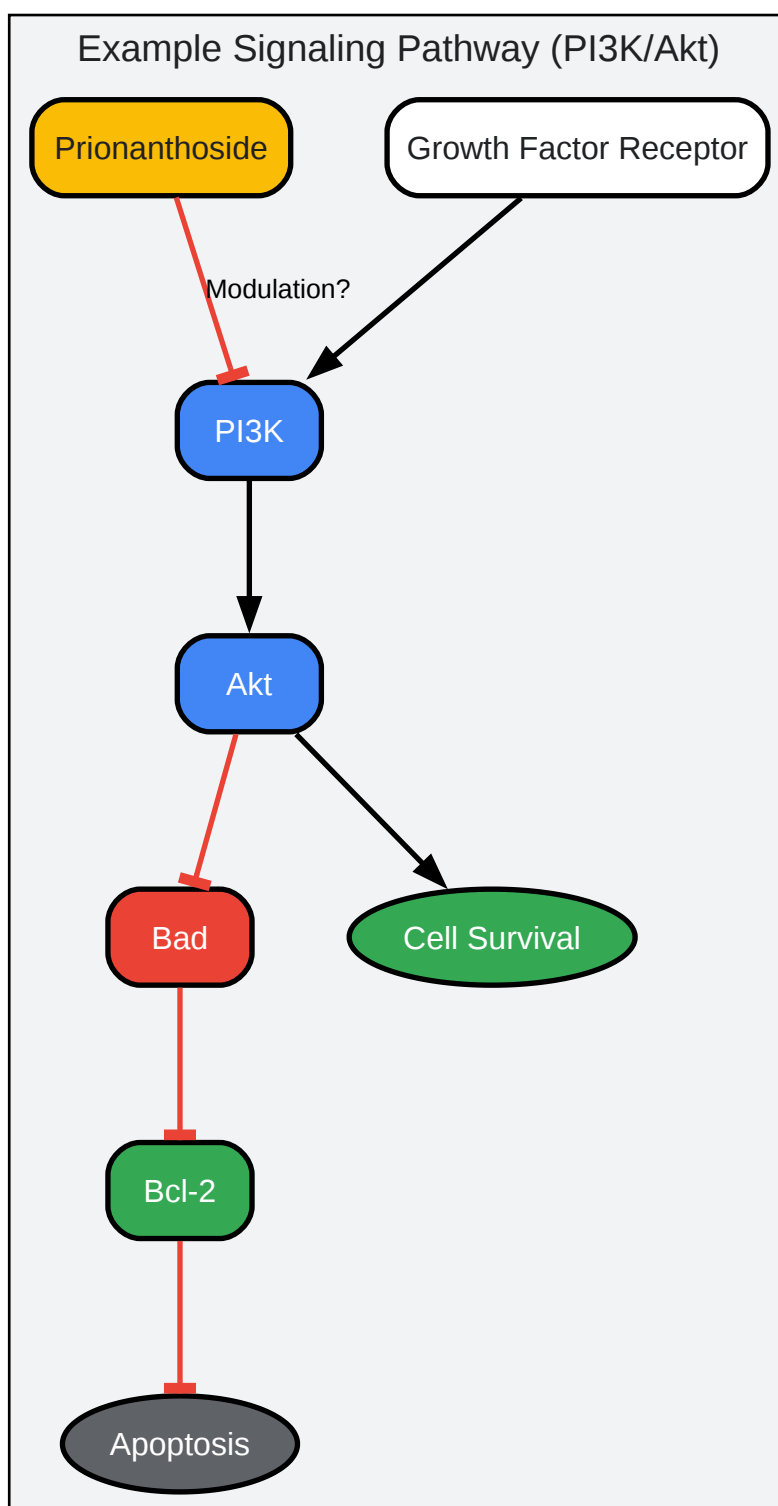 Example Signaling Pathway (PI3K/Akt)
Prionanthoside
Growth Factor Receptor
Modulation?
PI3K
Akt
Bad
Cell Survival
Bcl-2
Apoptosis